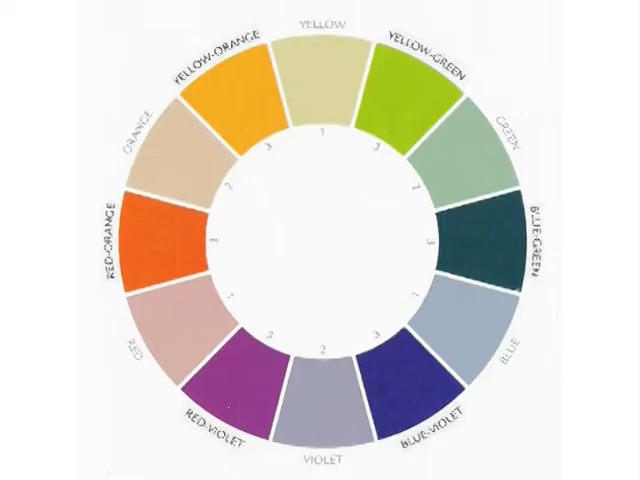 YELLOW
YELLOW-GREEN
GREEN
BLUE-GREEN
BLUE
BLUE-VIOLET
VIOLET
RED-VIOLET
RED
RED-ORANGE
ORANGE
YELLOW-ORANGE
1
3
2
3
1
3
2
3
1
3
2
3